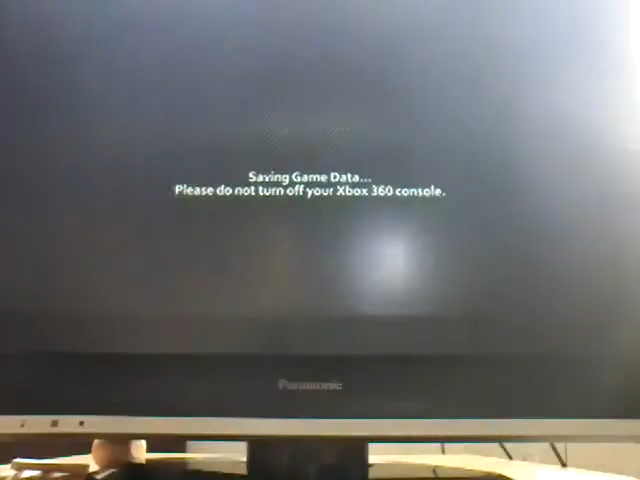 Saving Game Data...
Please do not turn off your Xbox 360 console.
Panasonic